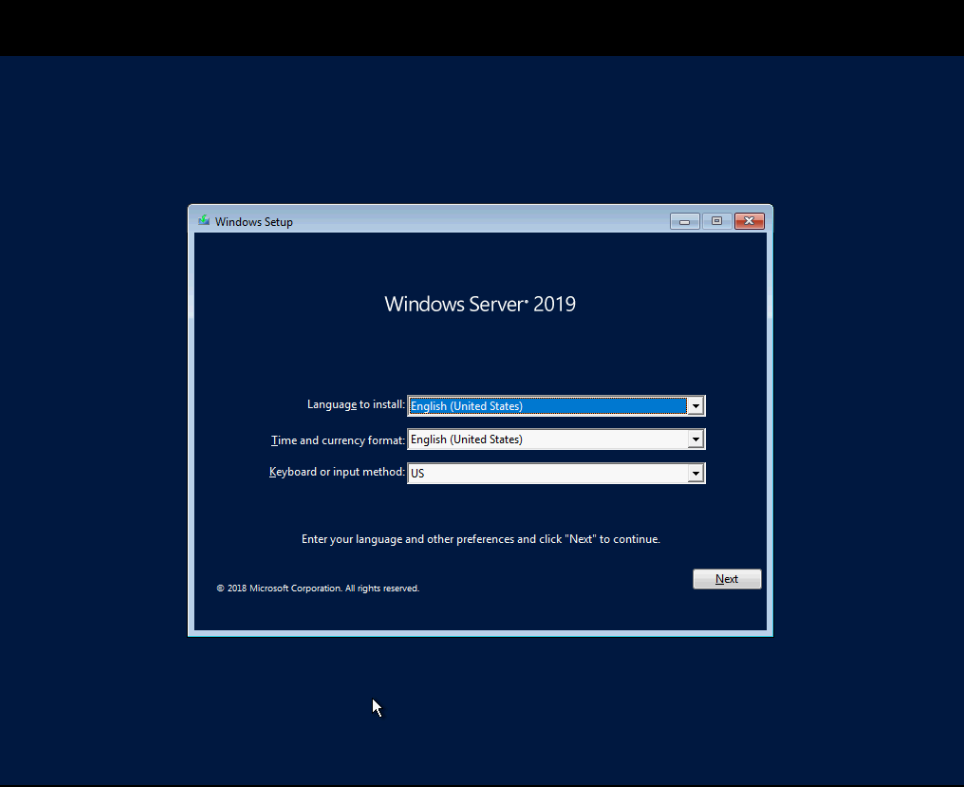 Windows Setup
Windows Server 2019
Language to install: English (United States)
Time and currency format: English (United States)
Keyboard or input method: US
Enter your language and other preferences and click "Next" to continue.
Next
© 2018 Microsoft Corporation. All rights reserved.